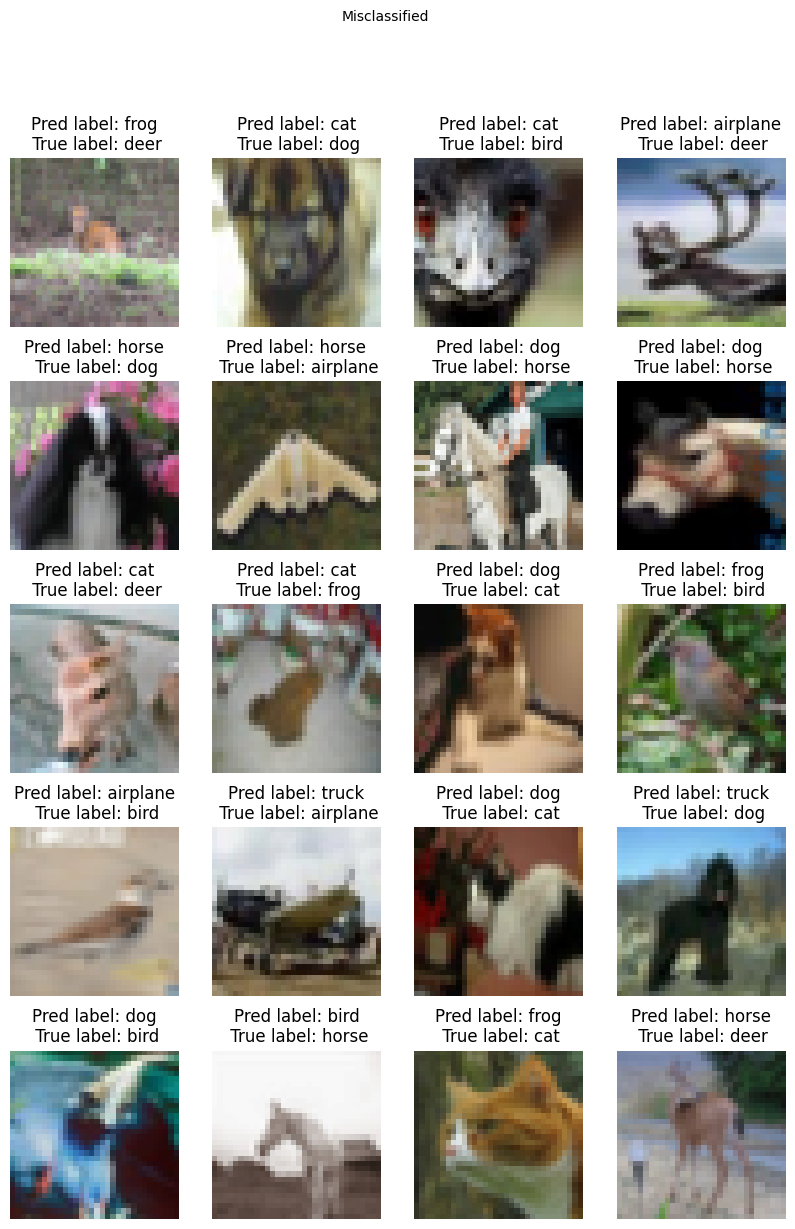 Misclassified
Pred label: frog
True label: deer
Pred label: cat
True label: dog
Pred label: cat
True label: bird
Pred label: airplane
True label: deer
Pred label: horse
True label: dog
Pred label: horse
True label: airplane
Pred label: dog
True label: horse
Pred label: dog
True label: horse
Pred label: cat
True label: deer
Pred label: cat
True label: frog
Pred label: dog
True label: cat
Pred label: frog
True label: bird
Pred label: airplane
True label: bird
Pred label: truck
True label: airplane
Pred label: dog
True label: cat
Pred label: truck
True label: dog
Pred label: dog
True label: bird
Pred label: bird
True label: horse
Pred label: frog
True label: cat
Pred label: horse
True label: deer